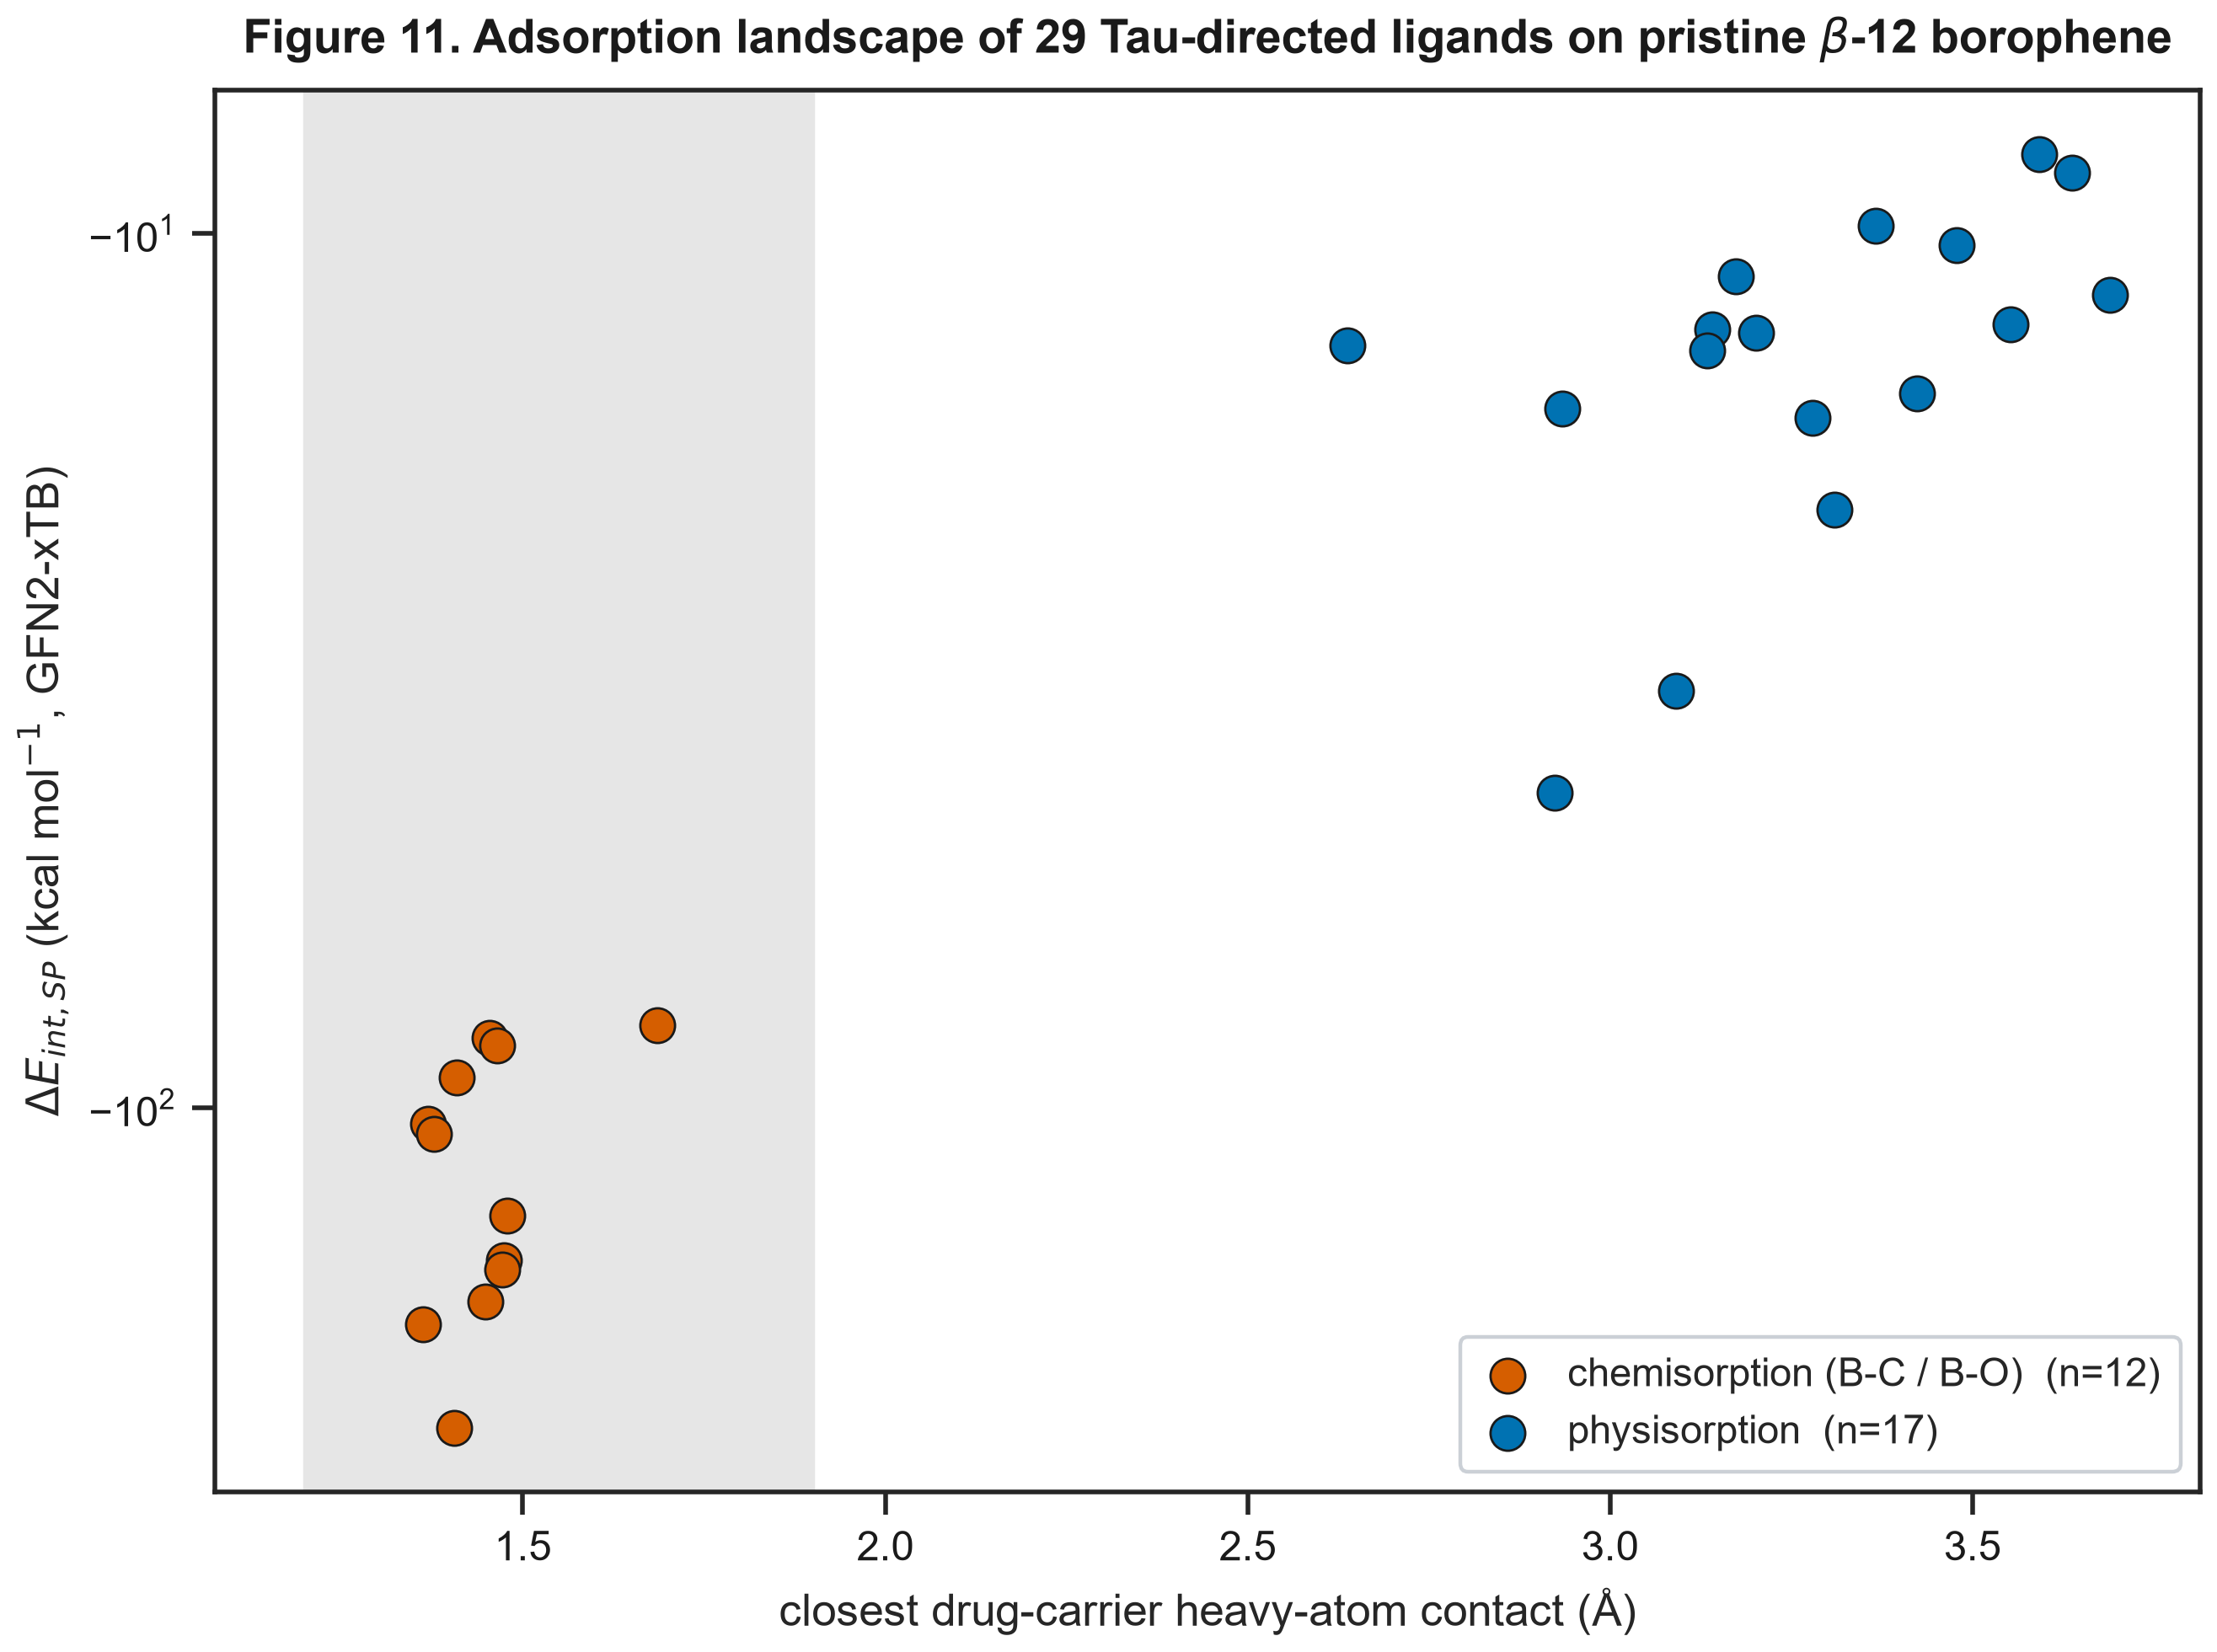 Figure 11. Adsorption landscape of 29 Tau-directed ligands on pristine β-12 borophene
ΔE_{int, SP} (kcal mol⁻¹, GFN2-xTB)
−10¹
−10²
chemisorption (B-C / B-O) (n=12)
physisorption (n=17)
1.5 2.0 2.5 3.0 3.5
closest drug-carrier heavy-atom contact (Å)